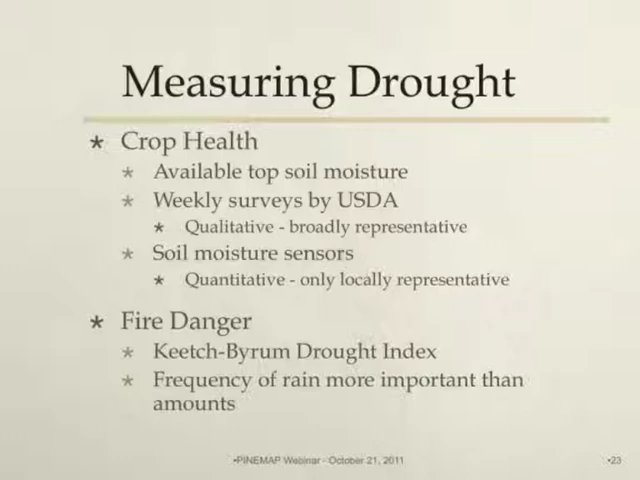 Measuring Drought
* Crop Health
* Available top soil moisture
* Weekly surveys by USDA
* Qualitative - broadly representative
* Soil moisture sensors
* Quantitative - only locally representative
* Fire Danger
* Keetch-Byrum Drought Index
* Frequency of rain more important than
amounts
•PINEMAP Webinar - October 21, 2011
•23